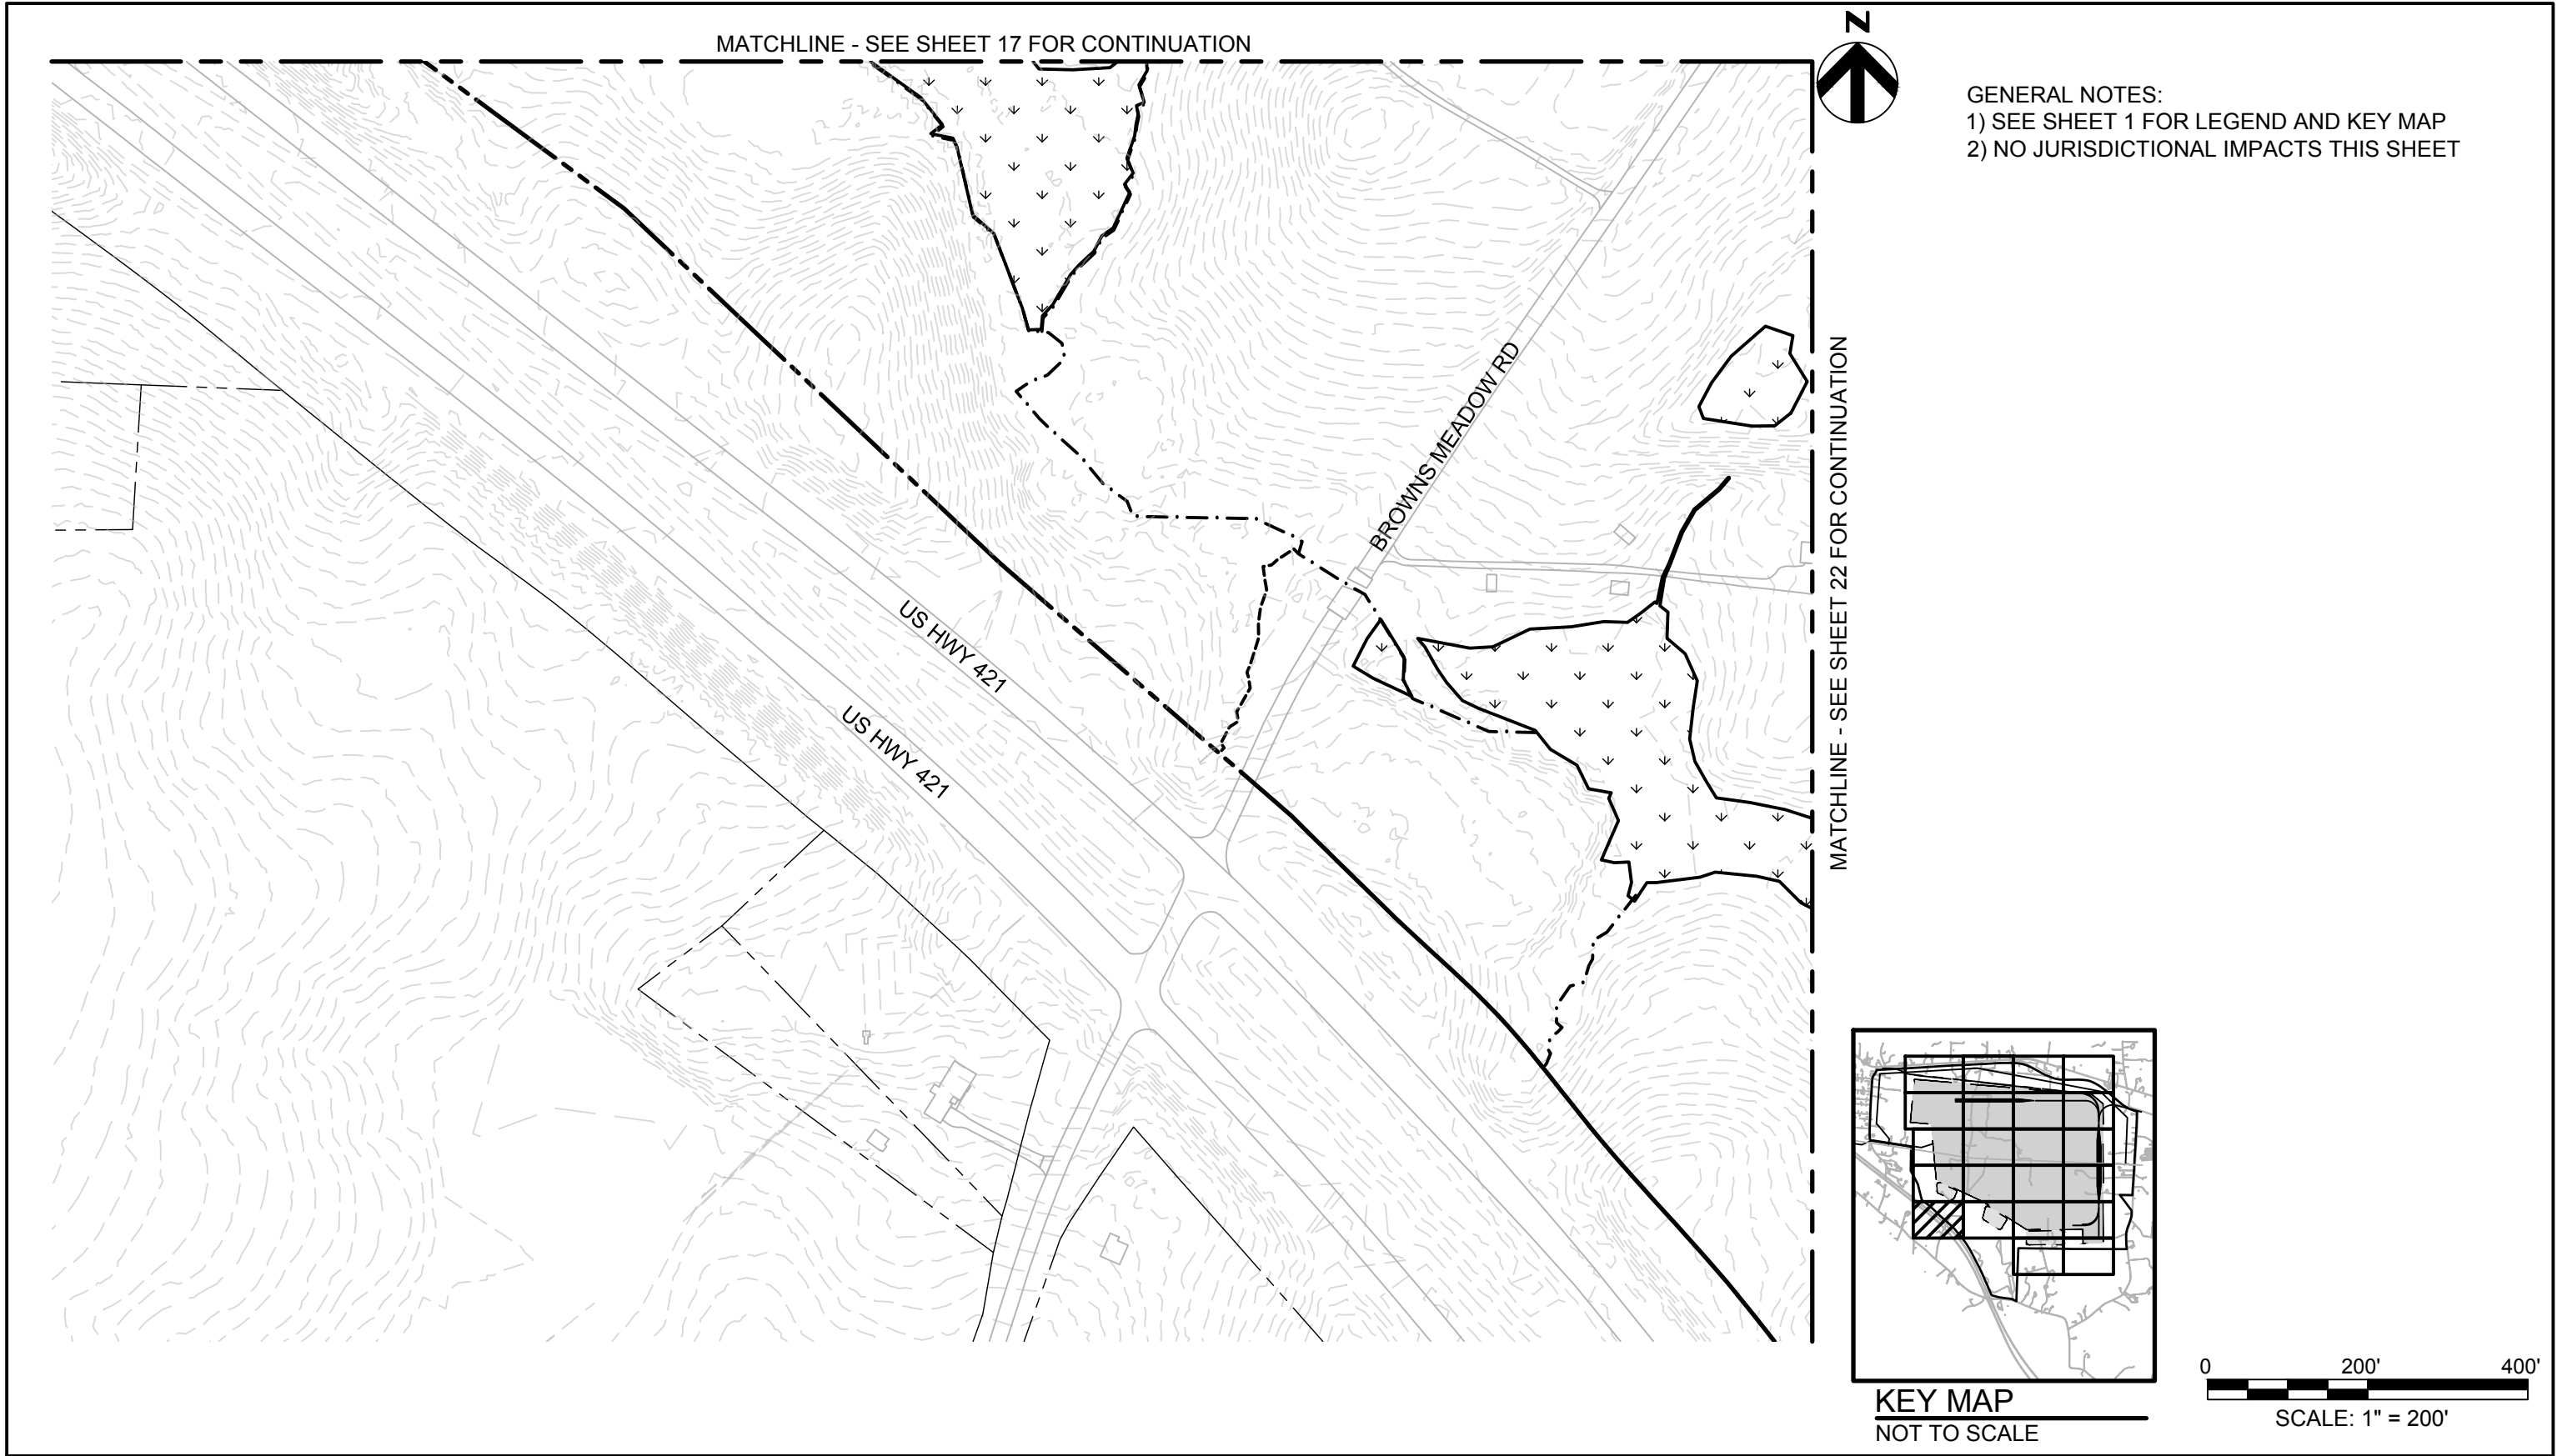 MATCHLINE - SEE SHEET 17 FOR CONTINUATION
N
GENERAL NOTES:
1) SEE SHEET 1 FOR LEGEND AND KEY MAP
2) NO JURISDICTIONAL IMPACTS THIS SHEET
BROWNS MEADOW RD
MATCHLINE - SEE SHEET 22 FOR CONTINUATION
US HWY 421
US HWY 421
KEY MAP
NOT TO SCALE
0 200' 400'
SCALE: 1" = 200'